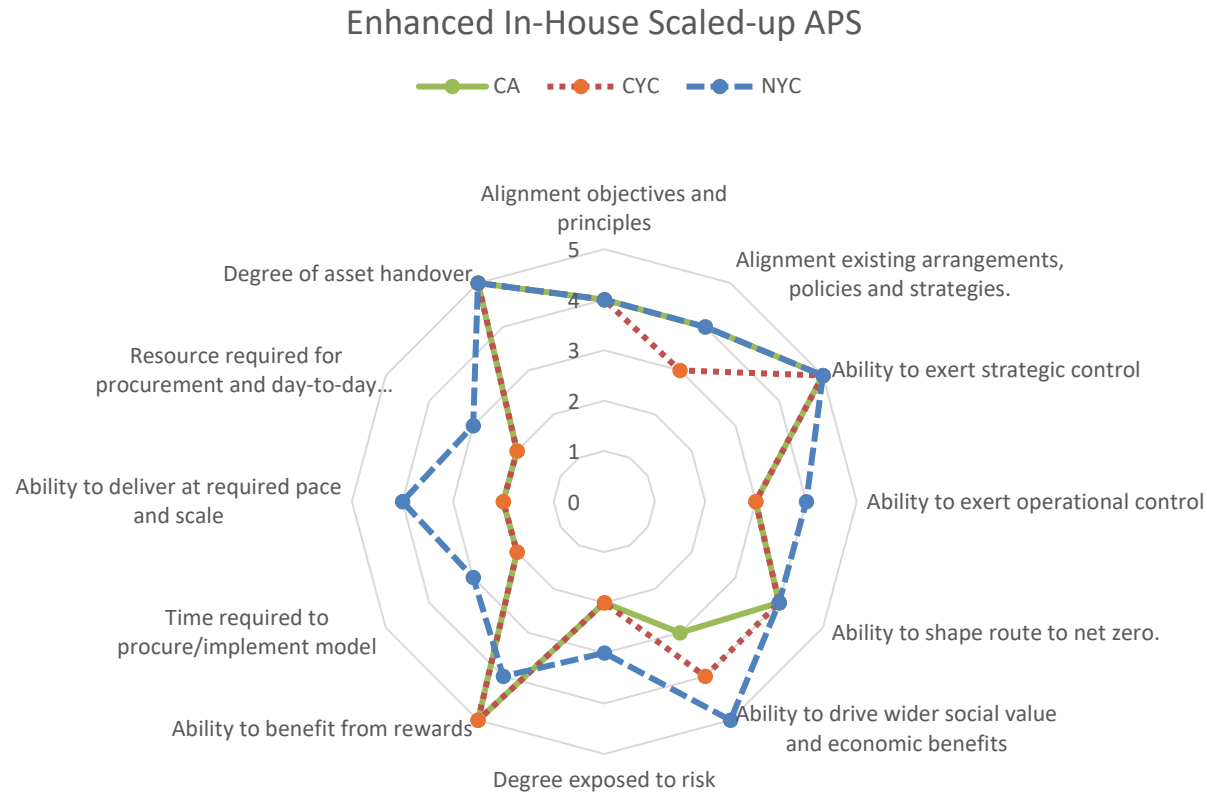 Enhanced In-House Scaled-up APS
CA CYC NYC
Alignment objectives and
principles
Alignment existing arrangements,
policies and strategies.
Ability to exert strategic control
Ability to exert operational control
Ability to shape route to net zero.
Ability to drive wider social value
and economic benefits
Degree exposed to risk
Ability to benefit from rewards
Time required to
procure/implement model
Ability to deliver at required pace
and scale
Resource required for
procurement and day-to-day...
Degree of asset handover
5
4
3
2
1
0